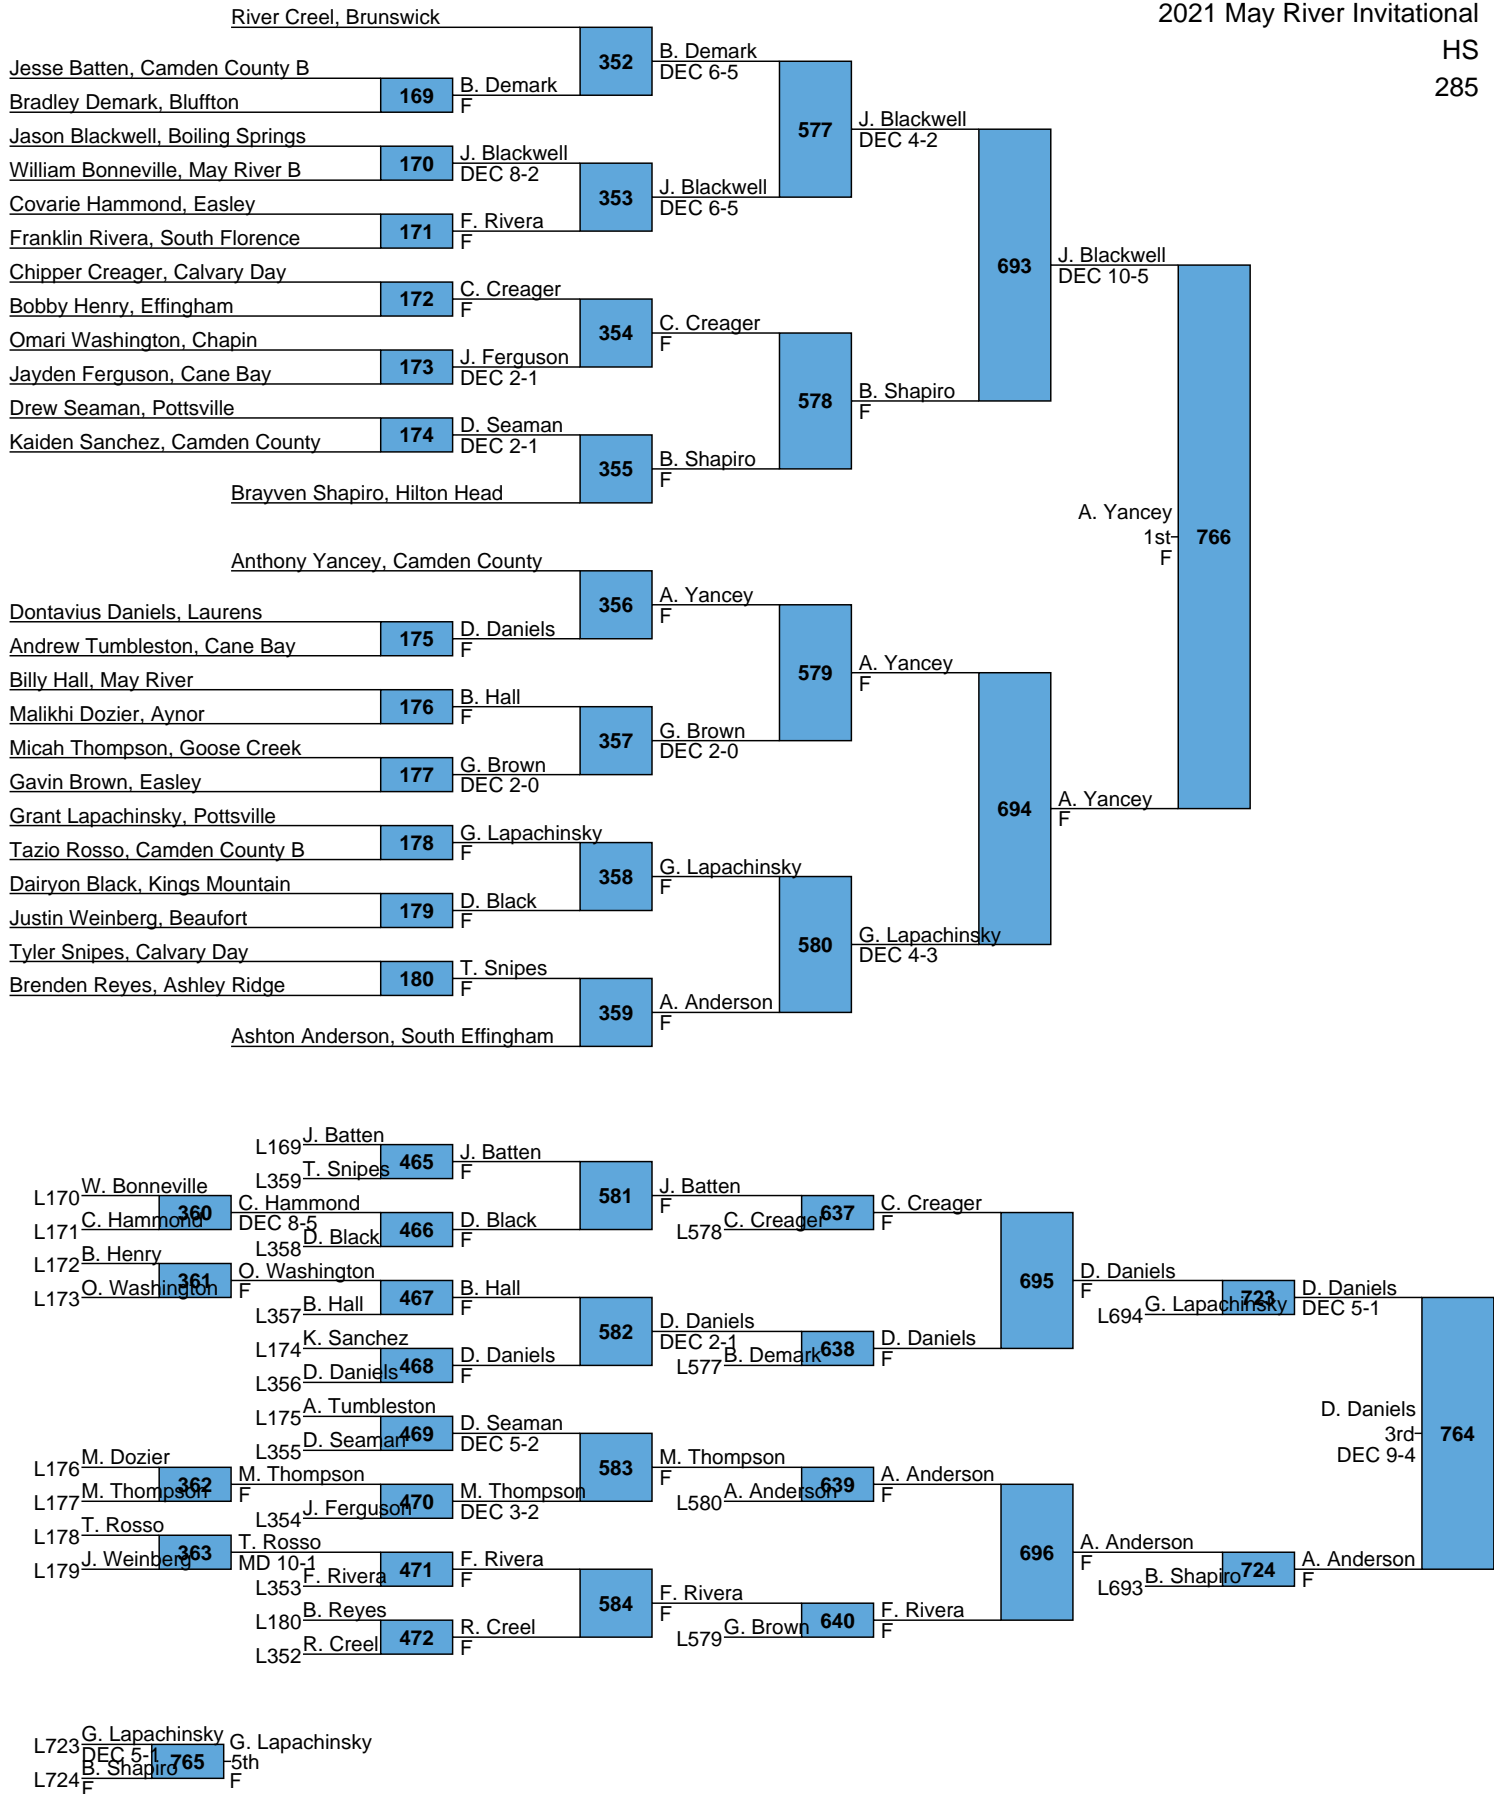 2021 May River Invitational
HS
285
River Creel, Brunswick
352
B. Demark
DEC 6-5
Jesse Batten, Camden County B
169
B. Demark
F
Bradley Demark, Bluffton
577
J. Blackwell
DEC 4-2
Jason Blackwell, Boiling Springs
170
J. Blackwell
DEC 8-2
William Bonneville, May River B
353
J. Blackwell
DEC 6-5
Covarie Hammond, Easley
171
F. Rivera
F
Franklin Rivera, South Florence
693
J. Blackwell
DEC 10-5
Chipper Creager, Calvary Day
172
C. Creager
F
Bobby Henry, Effingham
354
C. Creager
F
Omari Washington, Chapin
173
J. Ferguson
DEC 2-1
Jayden Ferguson, Cane Bay
578
B. Shapiro
F
Drew Seaman, Pottsville
174
D. Seaman
DEC 2-1
Kaiden Sanchez, Camden County
355
B. Shapiro
F
Brayven Shapiro, Hilton Head
A. Yancey
1st
F
766
Anthony Yancey, Camden County
356
A. Yancey
F
Dontavius Daniels, Laurens
175
D. Daniels
F
Andrew Tumbleston, Cane Bay
579
A. Yancey
F
Billy Hall, May River
176
B. Hall
F
Malikhi Dozier, Aynor
357
G. Brown
DEC 2-0
Micah Thompson, Goose Creek
177
G. Brown
DEC 2-0
Gavin Brown, Easley
694
A. Yancey
F
Grant Lapachinsky, Pottsville
178
G. Lapachinsky
F
Tazio Rosso, Camden County B
358
G. Lapachinsky
F
Dairyon Black, Kings Mountain
179
D. Black
F
Justin Weinberg, Beaufort
580
G. Lapachinsky
DEC 4-3
Tyler Snipes, Calvary Day
180
T. Snipes
F
Brenden Reyes, Ashley Ridge
359
A. Anderson
F
Ashton Anderson, South Effingham
L169 J. Batten
465
J. Batten
F
L359 T. Snipes
581
J. Batten
F
L170 W. Bonneville
360
C. Hammond
DEC 8-5
L171 C. Hammond
466
D. Black
F
L358 D. Black
637
C. Creager
F
L578 C. Creager
L172 B. Henry
361
O. Washington
F
L173 O. Washington
467
B. Hall
F
L357 B. Hall
695
D. Daniels
F
723
D. Daniels
DEC 5-1
L694 G. Lapachinsky
582
D. Daniels
DEC 2-1
L174 K. Sanchez
468
D. Daniels
F
L356 D. Daniels
638
D. Daniels
F
L577 B. Demark
L175 A. Tumbleston
469
D. Seaman
DEC 5-2
L355 D. Seaman
D. Daniels
3rd
DEC 9-4
764
583
M. Thompson
F
L176 M. Dozier
362
M. Thompson
F
L177 M. Thompson
470
M. Thompson
DEC 3-2
L354 J. Ferguson
639
A. Anderson
F
L580 A. Anderson
L178 T. Rosso
363
T. Rosso
MD 10-1
L179 J. Weinberg
471
F. Rivera
F
L353 F. Rivera
696
A. Anderson
F
724
A. Anderson
F
L693 B. Shapiro
584
F. Rivera
F
L180 B. Reyes
472
R. Creel
F
L352 R. Creel
640
F. Rivera
F
L579 G. Brown
L723 G. Lapachinsky
DEC 5-1
765
G. Lapachinsky
5th
F
L724 B. Shapiro
F